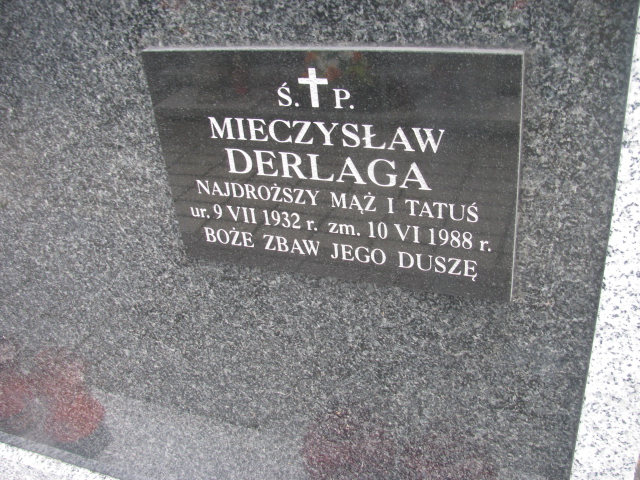 Ś. P.
MIECZYSŁAW
DERLAGA
NAJDROŻSZY MĄŻ I TATUŚ
ur. 9 VII 1932 r. zm. 10 VI 1988 r.
BOŻE ZBAW JEGO DUSZĘ